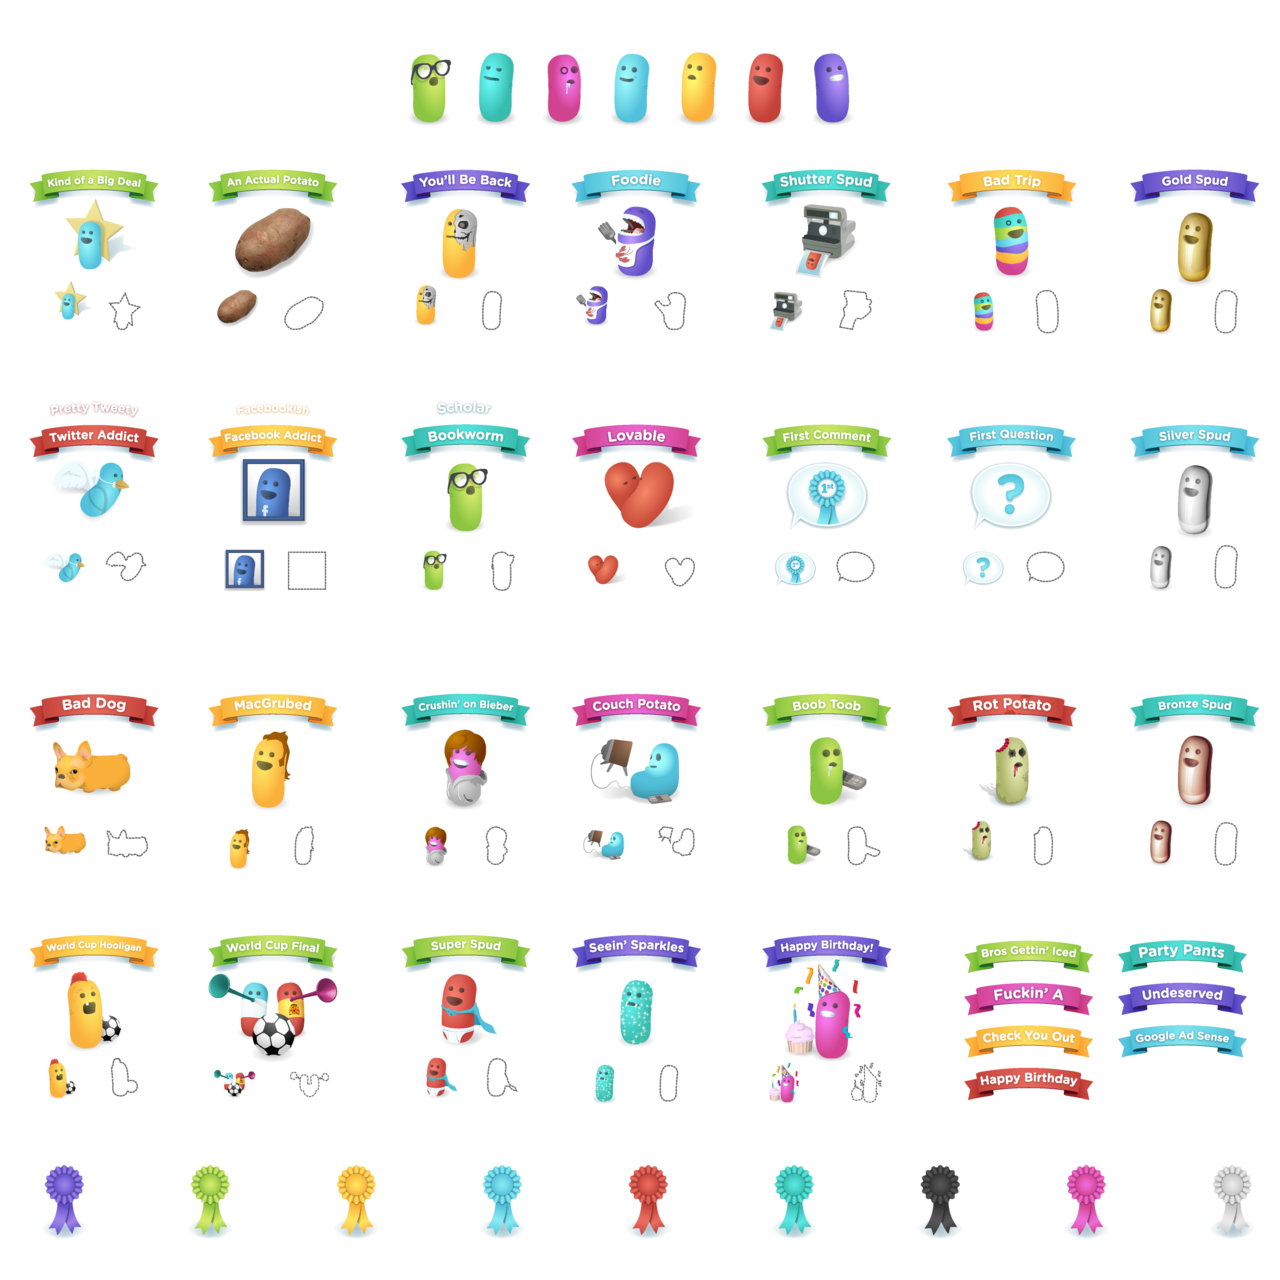 Kind of a Big Deal
An Actual Potato
You'll Be Back
Foodie
Shutter Spud
Bad Trip
Gold Spud
Pretty Tweety
Facebookish
Scholar
Twitter Addict
Facebook Addict
Bookworm
Lovable
First Comment
First Question
Silver Spud
f
1st
?
f
1st
?
Bad Dog
MacGrubed
Crushin' on Bieber
Couch Potato
Boob Toob
Rot Potato
Bronze Spud
World Cup Hooligan
World Cup Final
Super Spud
Seein' Sparkles
Happy Birthday!
Bros Gettin' Iced
Party Pants
Fuckin' A
Undeserved
Check You Out
Google Ad Sense
Happy Birthday